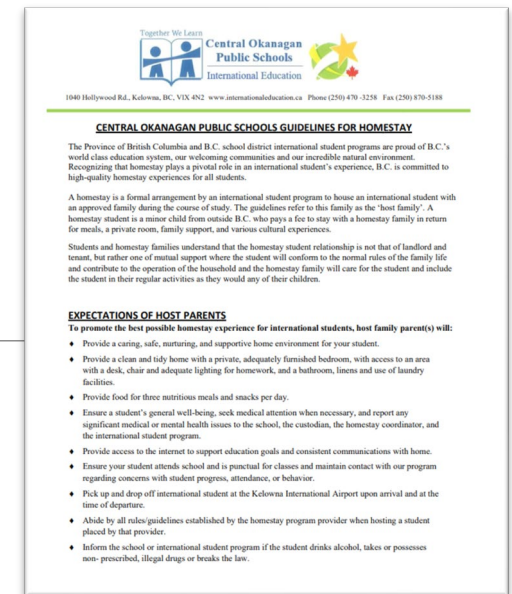 Together We Learn
Central Okanagan
Public Schools
International Education
1040 Hollywood Rd., Kelowna, BC, V1X 4N2 www.internationaleducation.ca Phone (250) 470 -3258 Fax (250) 870-5188
CENTRAL OKANAGAN PUBLIC SCHOOLS GUIDELINES FOR HOMESTAY
The Province of British Columbia and B.C. school district international student programs are proud of B.C.'s
world class education system, our welcoming communities and our incredible natural environment.
Recognizing that homestay plays a pivotal role in an international student's experience, B.C. is committed to
high-quality homestay experiences for all students.
A homestay is a formal arrangement by an international student program to house an international student with
an approved family during the course of study. The guidelines refer to this family as the 'host family'. A
homestay student is a minor child from outside B.C. who pays a fee to stay with a homestay family in return
for meals, a private room, family support, and various cultural experiences.
Students and homestay families understand that the homestay student relationship is not that of landlord and
tenant, but rather one of mutual support where the student will conform to the normal rules of the family life
and contribute to the operation of the household and the homestay family will care for the student and include
the student in their regular activities as they would any of their children.
EXPECTATIONS OF HOST PARENTS
To promote the best possible homestay experience for international students, host family parent(s) will:
♦ Provide a caring, safe, nurturing, and supportive home environment for your student.
♦ Provide a clean and tidy home with a private, adequately furnished bedroom, with access to an area
with a desk, chair and adequate lighting for homework, and a bathroom, linens and use of laundry
facilities.
♦ Provide food for three nutritious meals and snacks per day.
♦ Ensure a student's general well-being, seek medical attention when necessary, and report any
significant medical or mental health issues to the school, the custodian, the homestay coordinator, and
the international student program.
♦ Provide access to the internet to support education goals and consistent communications with home.
♦ Ensure your student attends school and is punctual for classes and maintain contact with our program
regarding concerns with student progress, attendance, or behavior.
♦ Pick up and drop off international student at the Kelowna International Airport upon arrival and at the
time of departure.
♦ Abide by all rules/guidelines established by the homestay program provider when hosting a student
placed by that provider.
♦ Inform the school or international student program if the student drinks alcohol, takes or possesses
non- prescribed, illegal drugs or breaks the law.